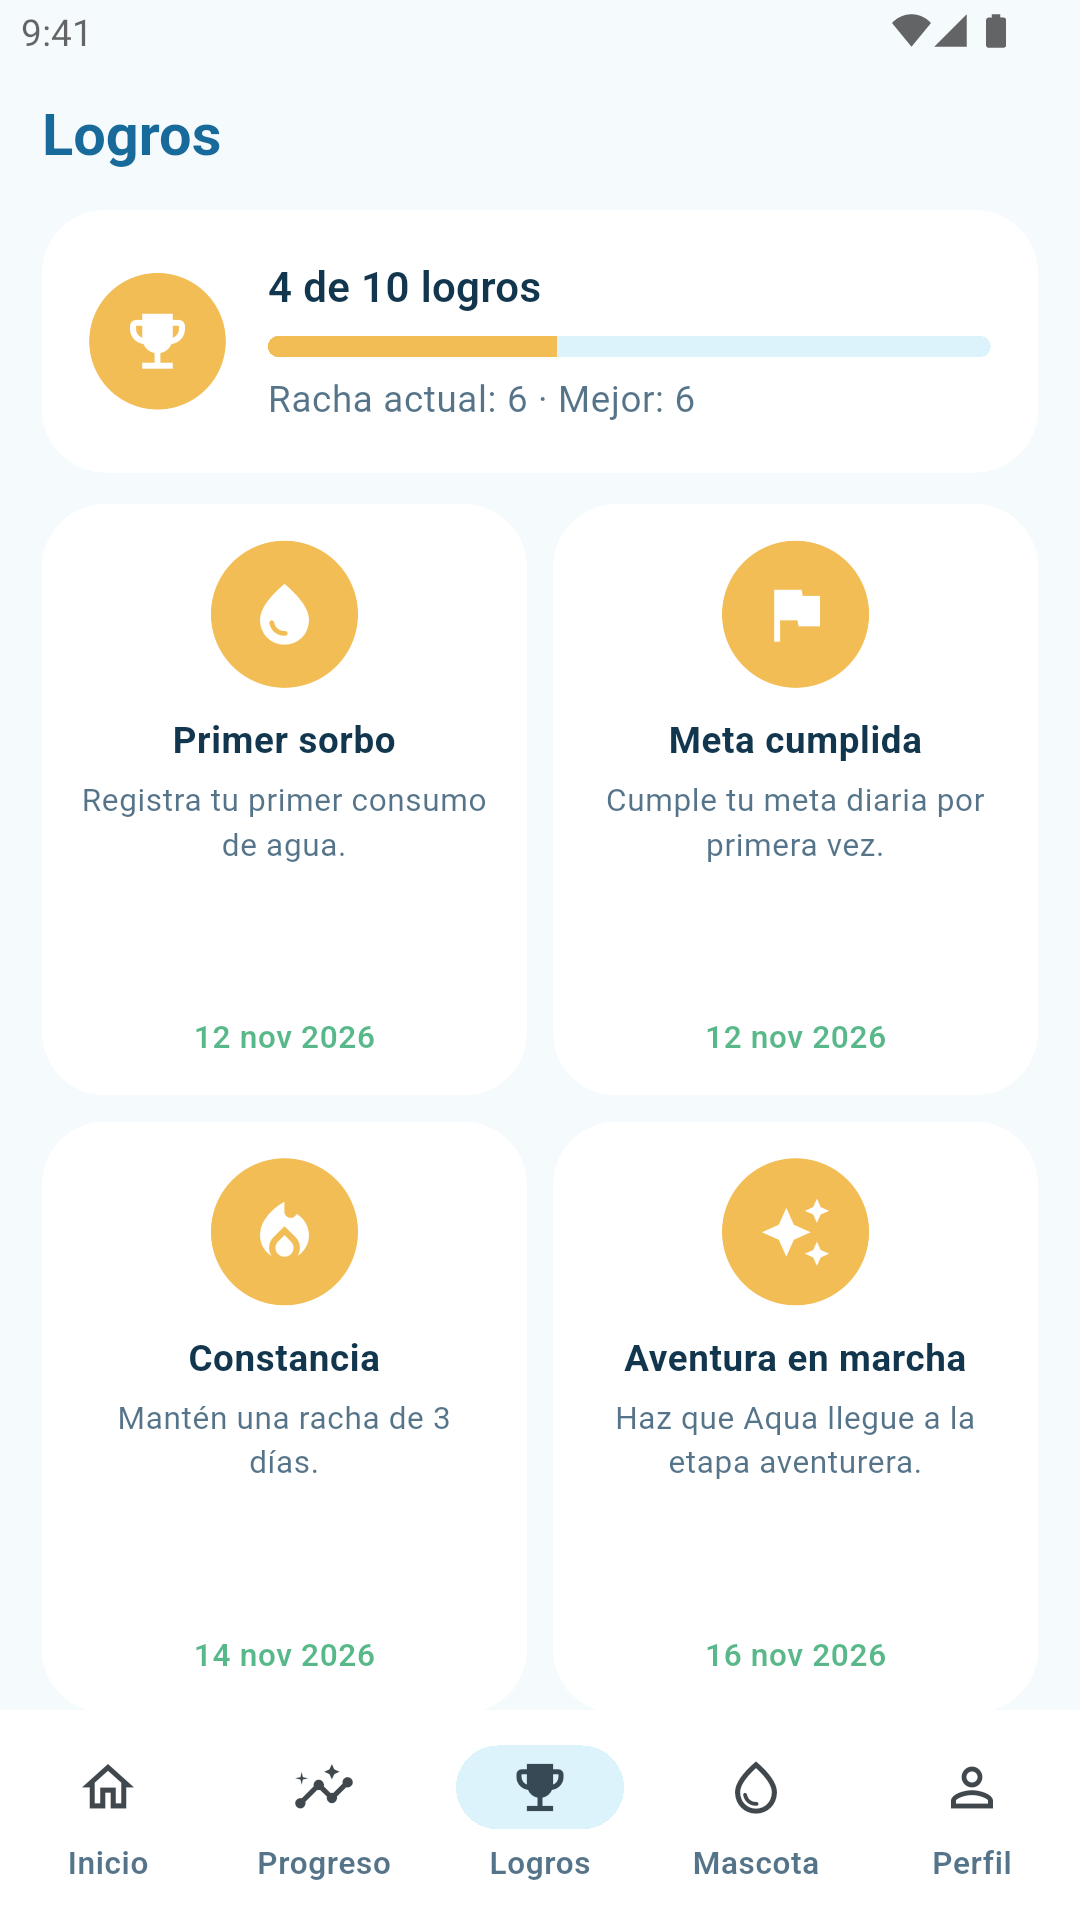 9:41
Logros
4 de 10 logros
Racha actual: 6 · Mejor: 6
Primer sorbo
Registra tu primer consumo
de agua.
12 nov 2026
Meta cumplida
Cumple tu meta diaria por
primera vez.
12 nov 2026
Constancia
Mantén una racha de 3
días.
14 nov 2026
Aventura en marcha
Haz que Aqua llegue a la
etapa aventurera.
16 nov 2026
Inicio
Progreso
Logros
Mascota
Perfil